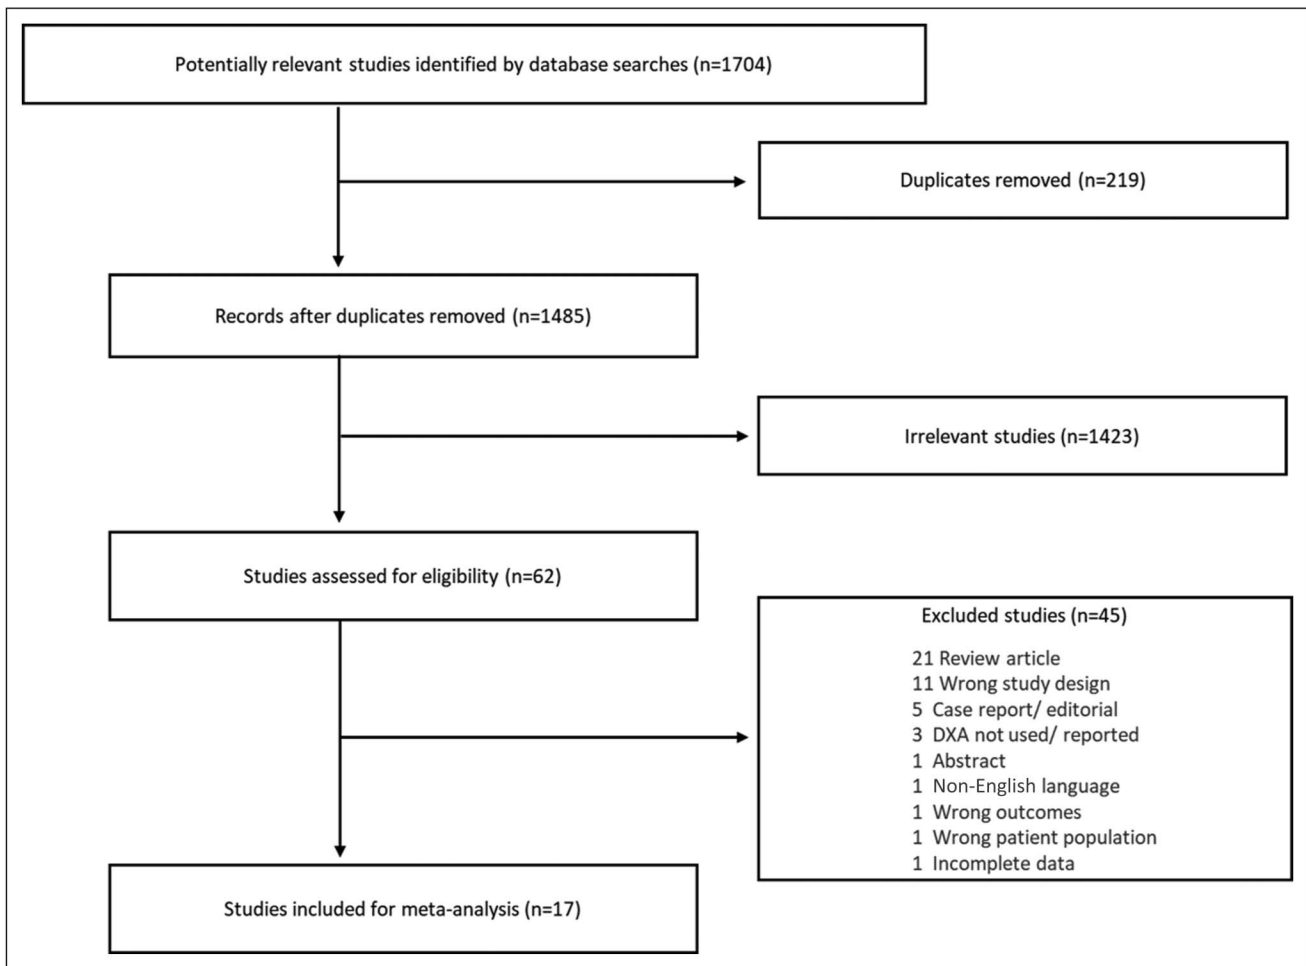 Potentially relevant studies identified by database searches (n=1704)
Duplicates removed (n=219)
Records after duplicates removed (n=1485)
Irrelevant studies (n=1423)
Studies assessed for eligibility (n=62)
Excluded studies (n=45)
21 Review article
11 Wrong study design
5 Case report/ editorial
3 DXA not used/ reported
1 Abstract
1 Non-English language
1 Wrong outcomes
1 Wrong patient population
1 Incomplete data
Studies included for meta-analysis (n=17)